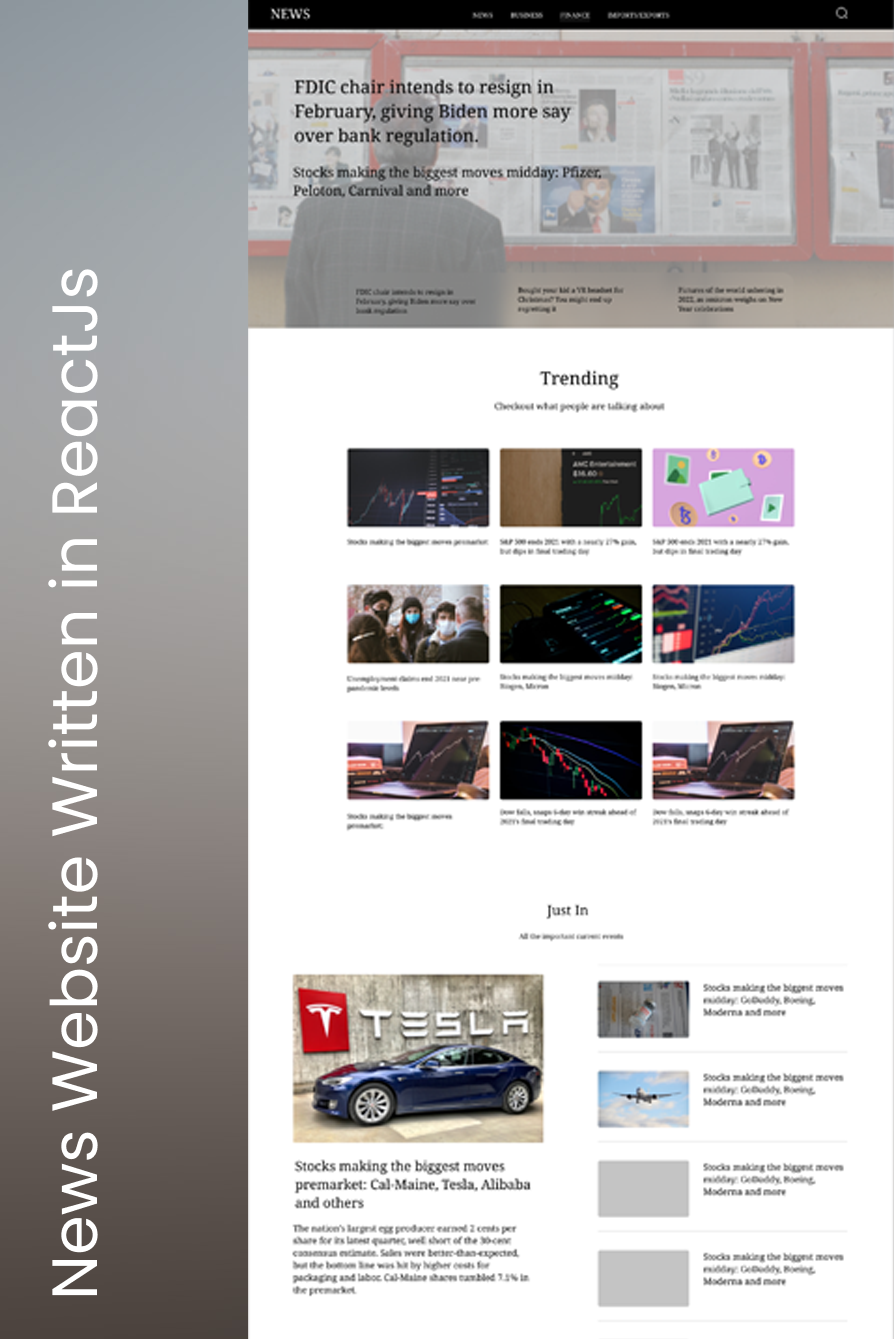 News Website Written in ReactJs
NEWS
NEWS BUSINESS FINANCE IMPORTS/EXPORTS
FDIC chair intends to resign in
February, giving Biden more say
over bank regulation.
Stocks making the biggest moves midday: Pfizer,
Peloton, Carnival and more
FDIC chair intends to resign in
February, giving Biden more say over
bank regulation
Bought your kid a VR headset for
Christmas? You might end up
regretting it
Pictures of the world ushering in
2022, as omicron weighs on New
Year celebrations
Trending
Checkout what people are talking about
AMC Entertainment
$16.60
Stocks making the biggest moves premarket
S&P 500 ends 2021 with a nearly 27% gain,
but dips in final trading day
S&P 500 ends 2021 with a nearly 27% gain,
but dips in final trading day
Unemployment claims end 2021 near pre-
pandemic levels
Stocks making the biggest moves midday:
Biogen, Micron
Stocks making the biggest moves midday:
Biogen, Micron
Stocks making the biggest moves
premarket:
Dow falls, snaps 6-day win streak ahead of
2021's final trading day
Dow falls, snaps 6-day win streak ahead of
2021's final trading day
Just In
All the important current events
TESLA
Stocks making the biggest moves
premarket: Cal-Maine, Tesla, Alibaba
and others
The nation's largest egg producer earned 2 cents per
share for its latest quarter, well short of the 30-cent
consensus estimate. Sales were better-than-expected,
but the bottom line was hit by higher costs for
packaging and labor. Cal-Maine shares tumbled 7.1% in
the premarket.
Stocks making the biggest moves
midday: GoDaddy, Boeing,
Moderna and more
Stocks making the biggest moves
midday: GoDaddy, Boeing,
Moderna and more
Stocks making the biggest moves
midday: GoDaddy, Boeing,
Moderna and more
Stocks making the biggest moves
midday: GoDaddy, Boeing,
Moderna and more